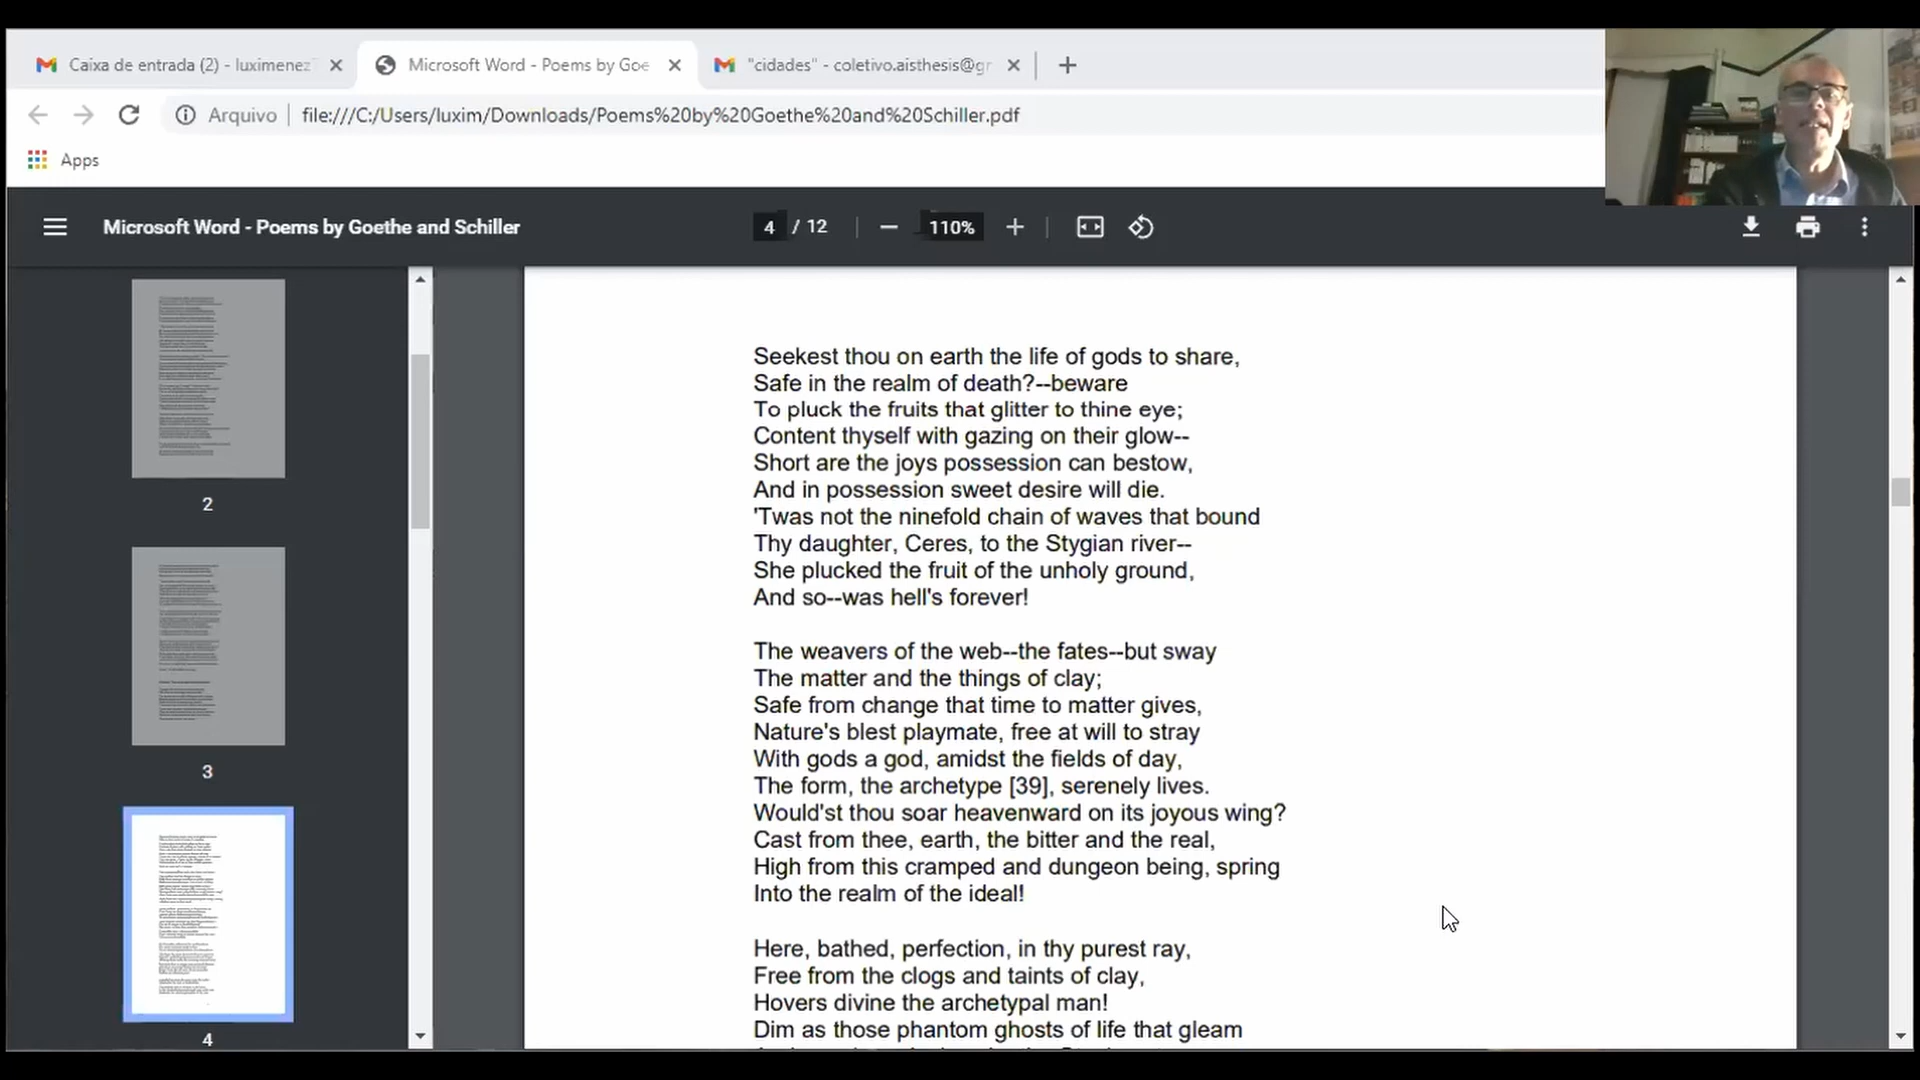 Caixa de entrada (2) - luximenez
Microsoft Word - Poems by Goe
"cidades" - coletivo.aisthesis@gr
Arquivo
file:///C:/Users/luxim/Downloads/Poems%20by%20Goethe%20and%20Schiller.pdf
Apps
Microsoft Word - Poems by Goethe and Schiller
4 / 12
110%
2
3
4
Seekest thou on earth the life of gods to share,
Safe in the realm of death?--beware
To pluck the fruits that glitter to thine eye;
Content thyself with gazing on their glow--
Short are the joys possession can bestow,
And in possession sweet desire will die.
'Twas not the ninefold chain of waves that bound
Thy daughter, Ceres, to the Stygian river--
She plucked the fruit of the unholy ground,
And so--was hell's forever!
The weavers of the web--the fates--but sway
The matter and the things of clay;
Safe from change that time to matter gives,
Nature's blest playmate, free at will to stray
With gods a god, amidst the fields of day,
The form, the archetype [39], serenely lives.
Would'st thou soar heavenward on its joyous wing?
Cast from thee, earth, the bitter and the real,
High from this cramped and dungeon being, spring
Into the realm of the ideal!
Here, bathed, perfection, in thy purest ray,
Free from the clogs and taints of clay,
Hovers divine the archetypal man!
Dim as those phantom ghosts of life that gleam